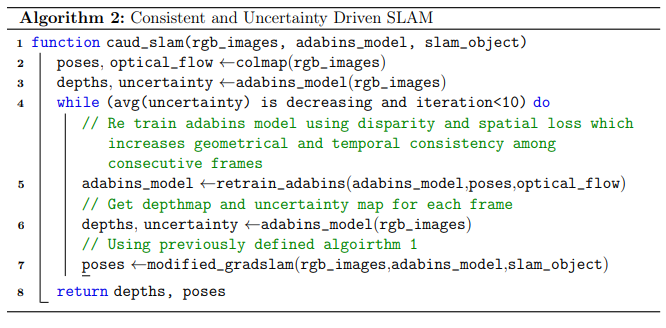 Algorithm 2: Consistent and Uncertainty Driven SLAM
1 function caud_slam(rgb_images, adabins_model, slam_object)
2 poses, optical_flow ←colmap(rgb_images)
3 depths, uncertainty ←adabins_model(rgb_images)
4 while (avg(uncertainty) is decreasing and iteration<10) do
// Re train adabins model using disparity and spatial loss which
increases geometrical and temporal consistency among
consecutive frames
5 adabins_model ←retrain_adabins(adabins_model,poses,optical_flow)
// Get depthmap and uncertainty map for each frame
6 depths, uncertainty ←adabins_model(rgb_images)
// Using previously defined algoirthm 1
7 poses ←modified_gradslam(rgb_images,adabins_model,slam_object)
8 return depths, poses